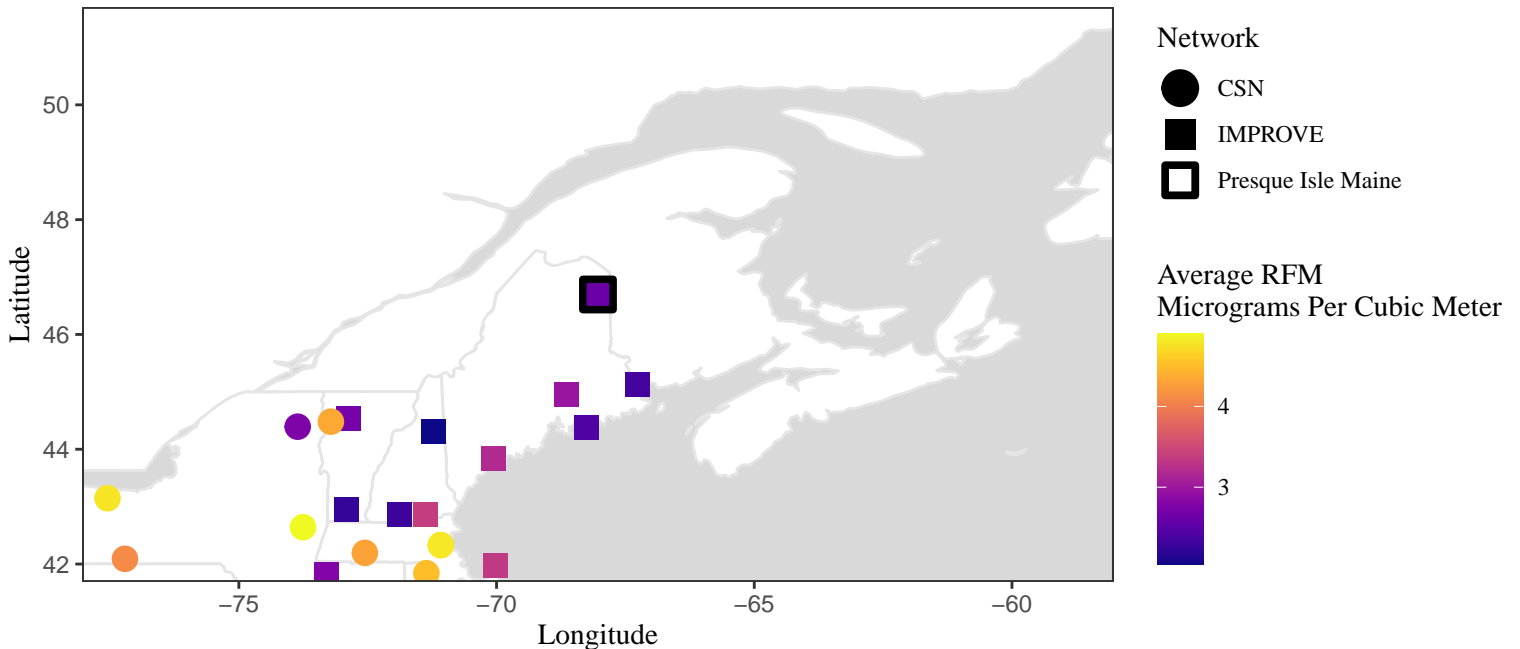 50
48
46
44
42
Latitude
−75
−70
−65
−60
Longitude
Network
CSN
IMPROVE
Presque Isle Maine
Average RFM
Micrograms Per Cubic Meter
4
3